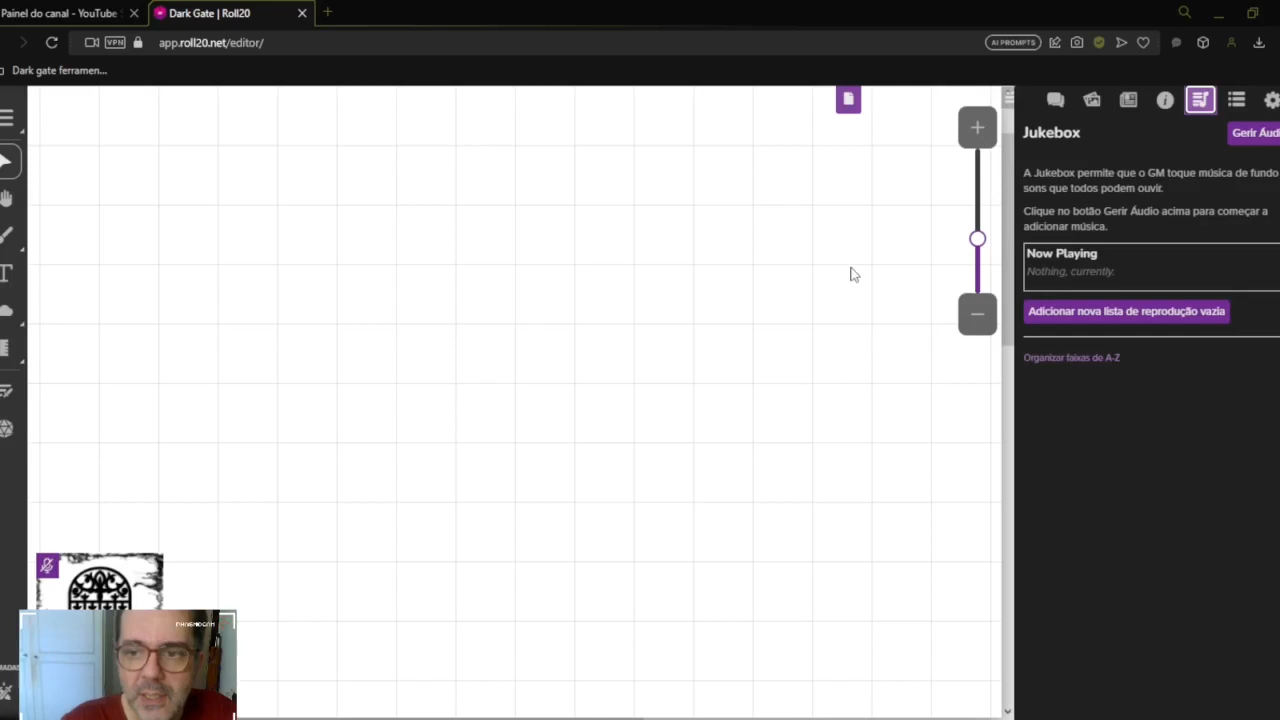 Painel do canal - YouTube
Dark Gate | Roll20
VPN
app.roll20.net/editor/
AI PROMPTS
Dark gate ferramen...
Jukebox
Gerir Áud
A Jukebox permite que o GM toque música de fundo
sons que todos podem ouvir.
Clique no botão Gerir Áudio acima para começar a
adicionar música.
Now Playing
Nothing, currently.
Adicionar nova lista de reprodução vazia
Organizar faixas do A-Z